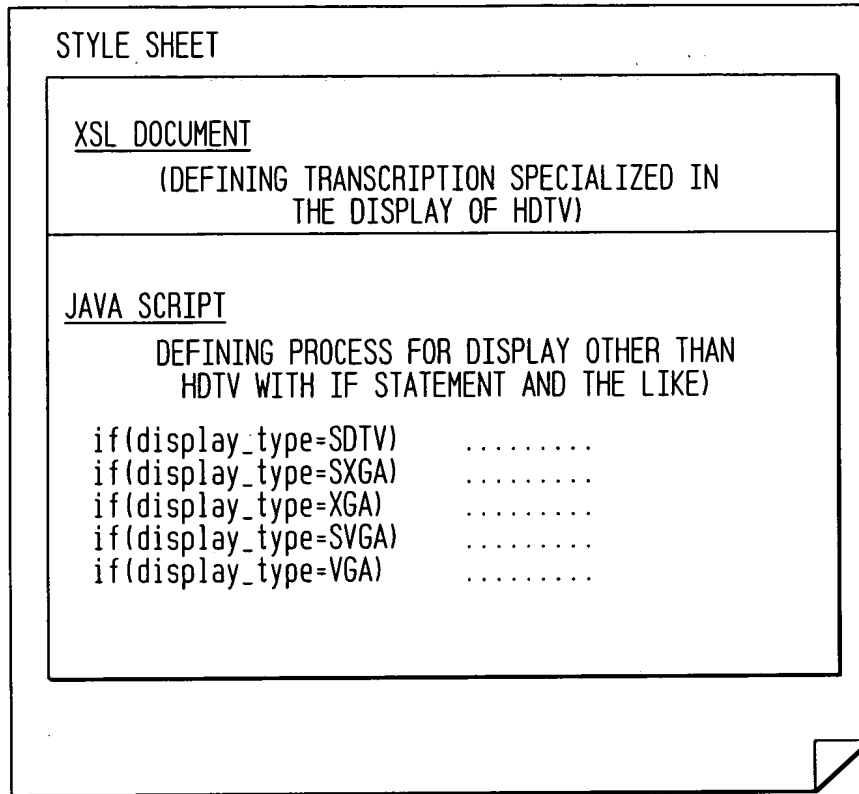 STYLE SHEET
XSL DOCUMENT
(DEFINING TRANSCRIPTION SPECIALIZED IN
THE DISPLAY OF HDTV)
JAVA SCRIPT
DEFINING PROCESS FOR DISPLAY OTHER THAN
HDTV WITH IF STATEMENT AND THE LIKE)
if(display_type=SDTV) .........
if(display_type=SXGA) .........
if(display_type=XGA) .........
if(display_type=SVGA) .........
if(display_type=VGA) .........